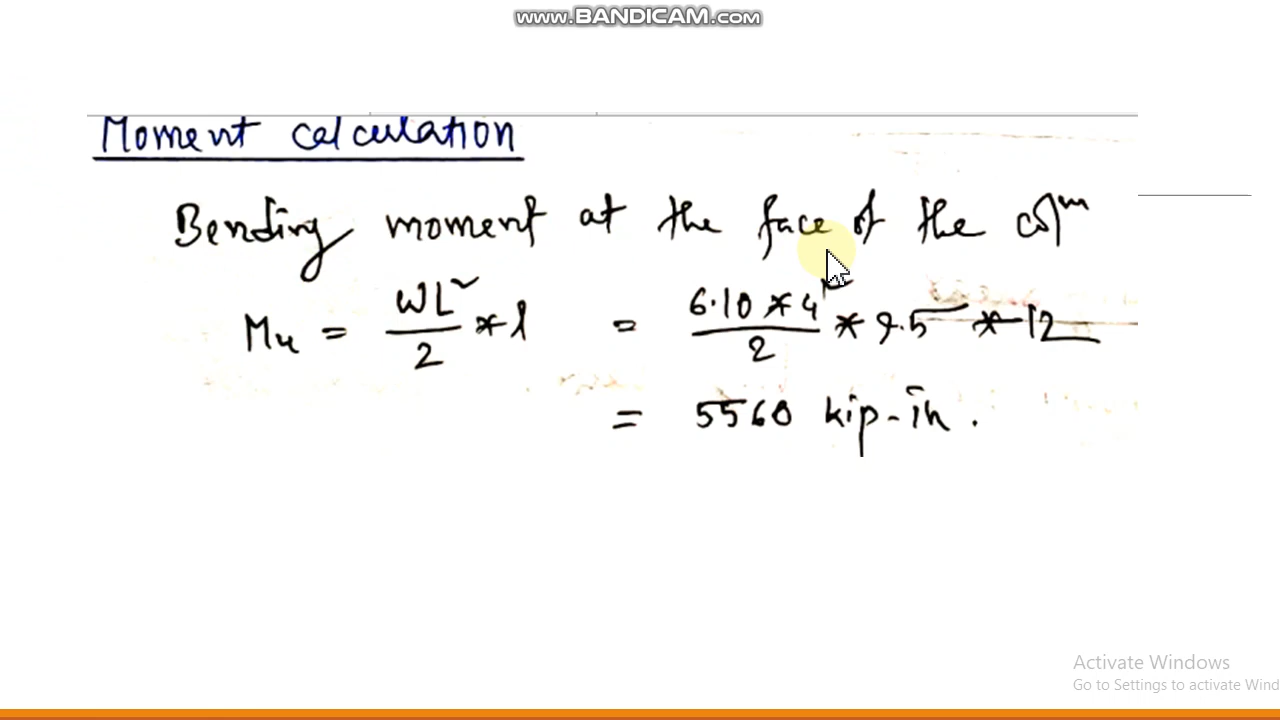 www.BANDICAM.com
Moment calculation
Bending moment at the face of the colm
Mu = WL²/2 * l = 6.10 * 4²/2 * 9.5 * 12
= 5560 kip-in.
Activate Windows
Go to Settings to activate Wind